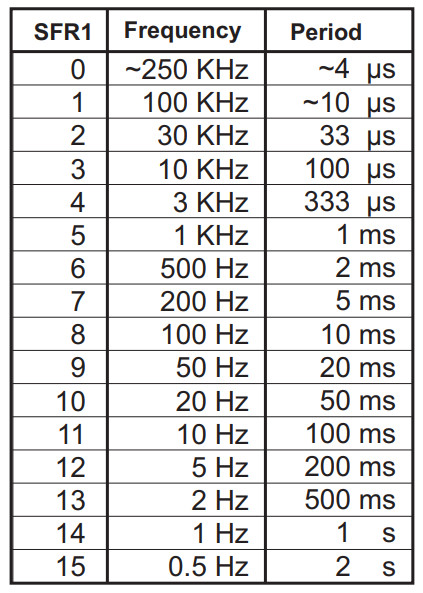 SFR1 Frequency Period
0 ~250 KHz ~4 µs
1 100 KHz ~10 µs
2 30 KHz 33 µs
3 10 KHz 100 µs
4 3 KHz 333 µs
5 1 KHz 1 ms
6 500 Hz 2 ms
7 200 Hz 5 ms
8 100 Hz 10 ms
9 50 Hz 20 ms
10 20 Hz 50 ms
11 10 Hz 100 ms
12 5 Hz 200 ms
13 2 Hz 500 ms
14 1 Hz 1 s
15 0.5 Hz 2 s